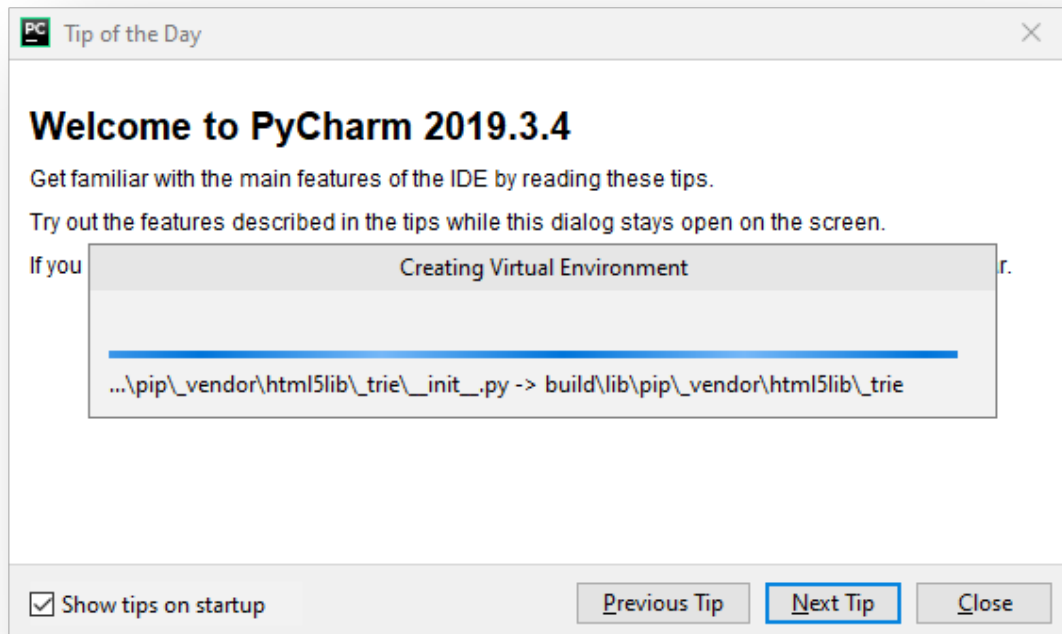 PC
Tip of the Day
Welcome to PyCharm 2019.3.4
Get familiar with the main features of the IDE by reading these tips.
Try out the features described in the tips while this dialog stays open on the screen.
If you r.
Creating Virtual Environment
...\pip\_vendor\html5lib\_trie\__init__.py -> build\lib\pip\_vendor\html5lib\_trie
Show tips on startup
Previous Tip
Next Tip
Close